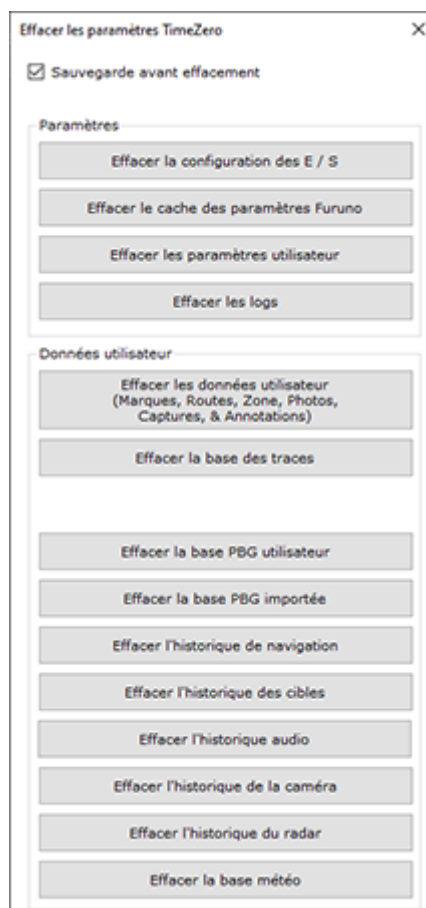 Effacer les paramètres TimeZero
Sauvegarde avant effacement
Paramètres
Effacer la configuration des E / S
Effacer le cache des paramètres Furuno
Effacer les paramètres utilisateur
Effacer les logs
Données utilisateur
Effacer les données utilisateur
(Marques, Routes, Zone, Photos,
Captures, & Annotations)
Effacer la base des traces
Effacer la base PBG utilisateur
Effacer la base PBG importée
Effacer l'historique de navigation
Effacer l'historique des cibles
Effacer l'historique audio
Effacer l'historique de la caméra
Effacer l'historique du radar
Effacer la base météo